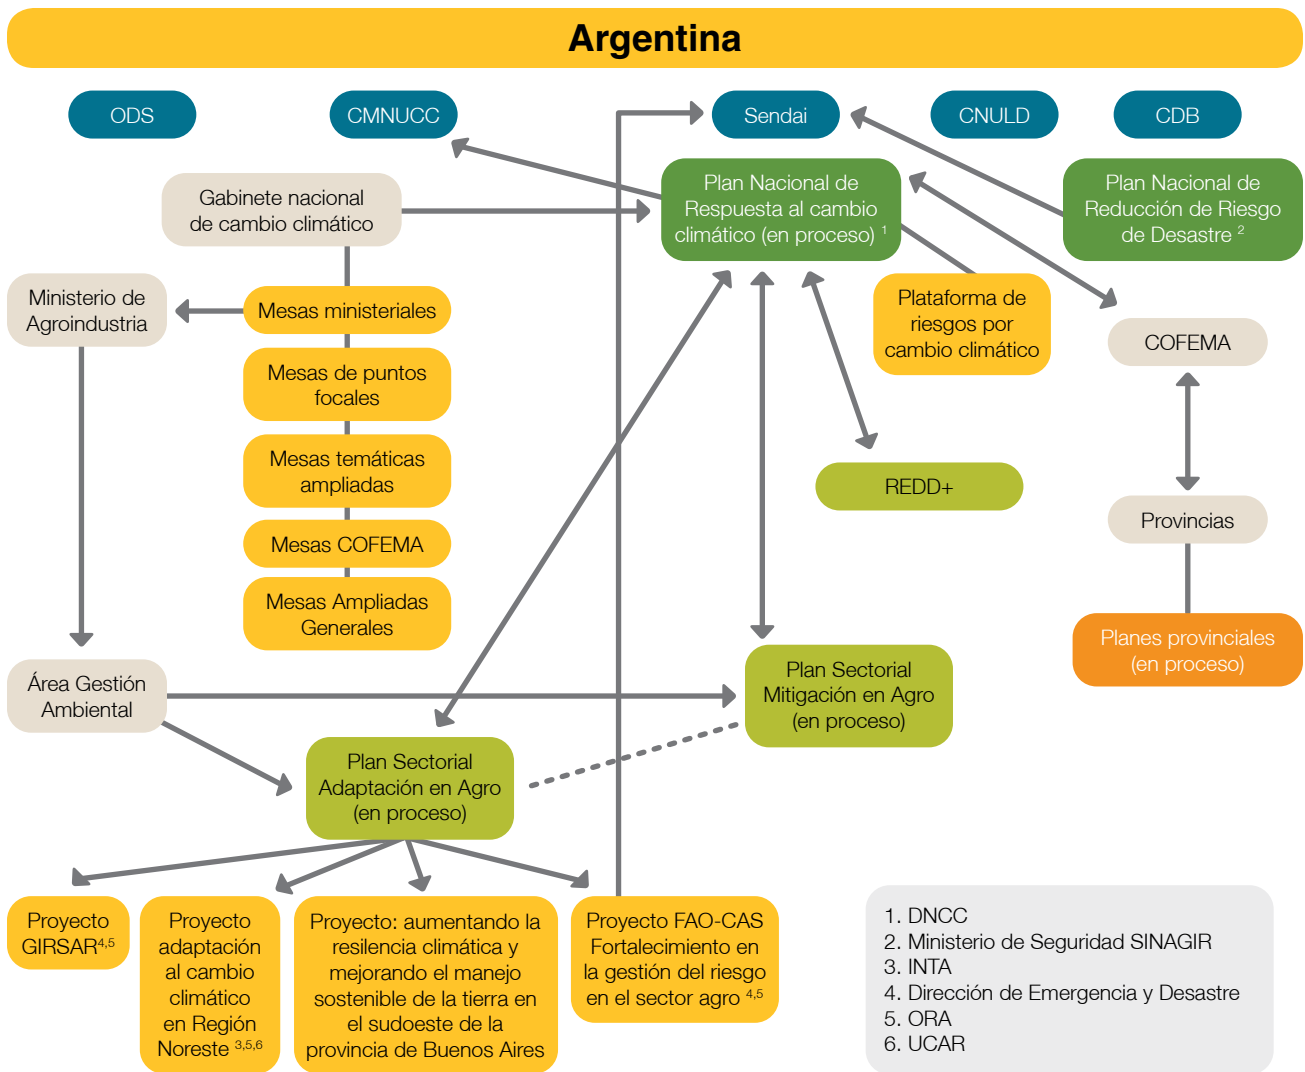 Argentina
ODS
CMNUCC
Sendai
CNULD
CDB
Gabinete nacional
de cambio climático
Plan Nacional de
Respuesta al cambio
climático (en proceso) 1
Plan Nacional de
Reducción de Riesgo
de Desastre 2
Ministerio de
Agroindustria
Mesas ministeriales
Plataforma de
riesgos por
cambio climático
COFEMA
Mesas de puntos
focales
Mesas temáticas
ampliadas
REDD+
Provincias
Mesas COFEMA
Mesas Ampliadas
Generales
Planes provinciales
(en proceso)
Área Gestión
Ambiental
Plan Sectorial
Mitigación en Agro
(en proceso)
Plan Sectorial
Adaptación en Agro
(en proceso)
Proyecto
GIRSAR4,5
Proyecto
adaptación
al cambio
climático
en Región
Noreste 3,5,6
Proyecto: aumentando la
resilencia climática y
mejorando el manejo
sostenible de la tierra en
el sudoeste de la
provincia de Buenos Aires
Proyecto FAO-CAS
Fortalecimiento en
la gestión del riesgo
en el sector agro 4,5
1. DNCC
2. Ministerio de Seguridad SINAGIR
3. INTA
4. Dirección de Emergencia y Desastre
5. ORA
6. UCAR